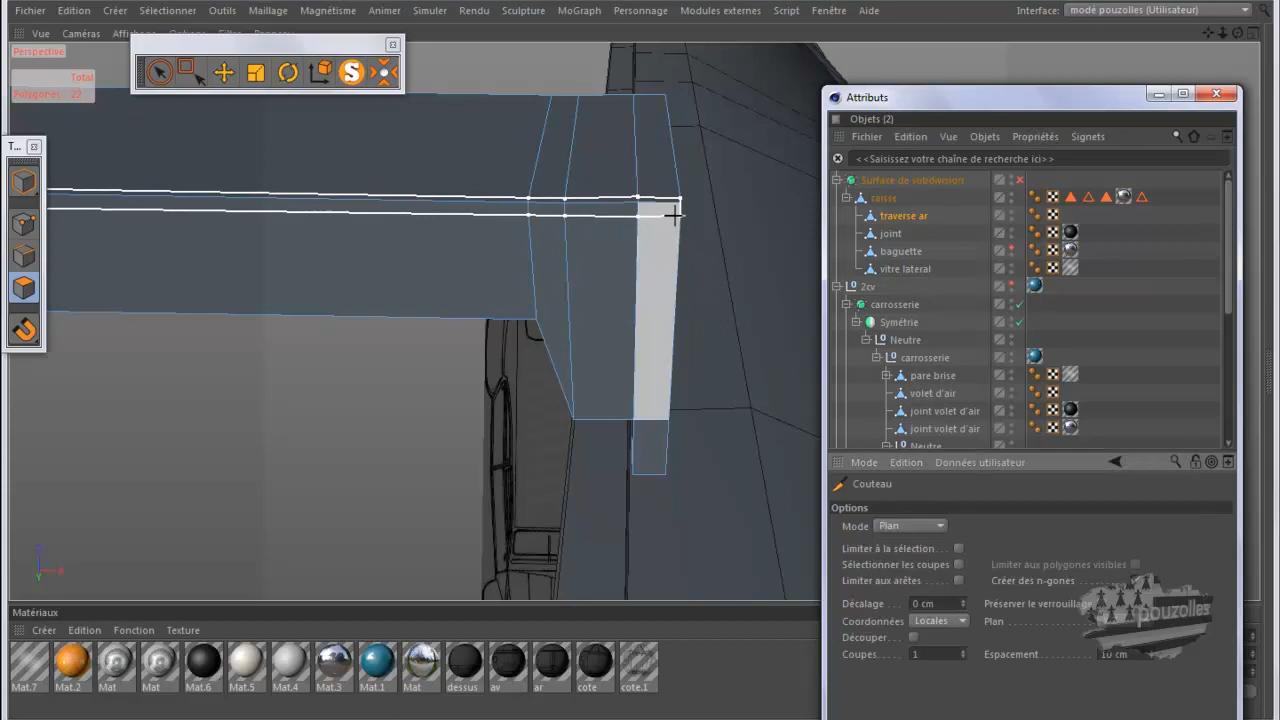 Fichier Edition Créer Sélectionner Outils Maillage Magnétisme Animer Simuler Rendu Sculpture MoGraph Personnage Modules externes Script Fenêtre Aide Interface: modé pouzolles (Utilisateur)
Vue Caméras
Perspective
Total
Polygones 22
T...
Attributs
Objets (2)
Fichier Edition Vue Objets Propriétés Signets
<<Saisissez votre chaîne de recherche ici>>
Surface de subdivision
caisse
traverse ar
joint
baguette
vitre lateral
2cv
carrosserie
Symétrie
Neutre
carrosserie
pare brise
volet d'air
joint volet d'air
joint volet d'air
Neutre
Mode Edition Données utilisateur
Couteau
Options
Mode Plan
Limiter à la sélection
Sélectionner les coupes Limiter aux polygones visibles
Limiter aux arêtes Créer des n-gones
Décalage 0 cm Préserver le verrouillage
Coordonnées Locales Plan
Découper
Coupes 1 Espacement 10 cm
pouzolles
Matériaux
Créer Edition Fonction Texture
Mat.7 Mat.2 Mat Mat Mat.6 Mat.5 Mat.4 Mat.3 Mat.1 Mat dessus av ar cote cote.1